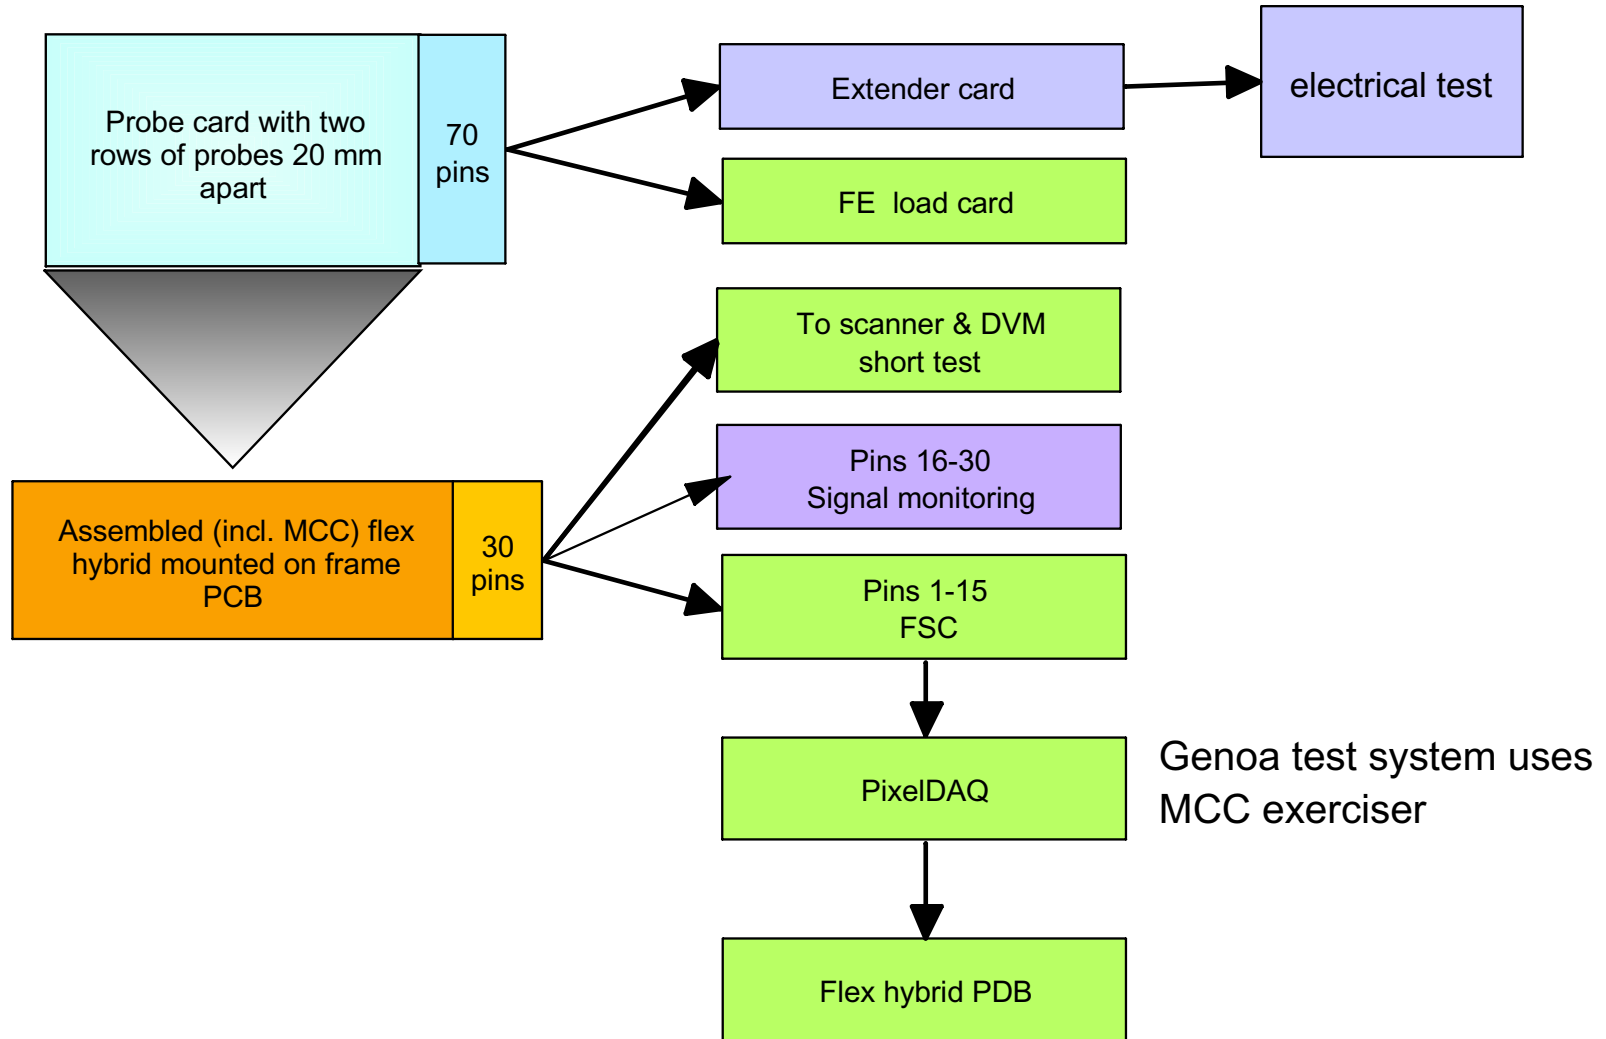 Probe card with two
rows of probes 20 mm
apart
70
pins
Extender card
electrical test
FE load card
To scanner & DVM
short test
Pins 16-30
Signal monitoring
Assembled (incl. MCC) flex
hybrid mounted on frame
PCB
30
pins
Pins 1-15
FSC
PixelDAQ
Genoa test system uses
MCC exerciser
Flex hybrid PDB